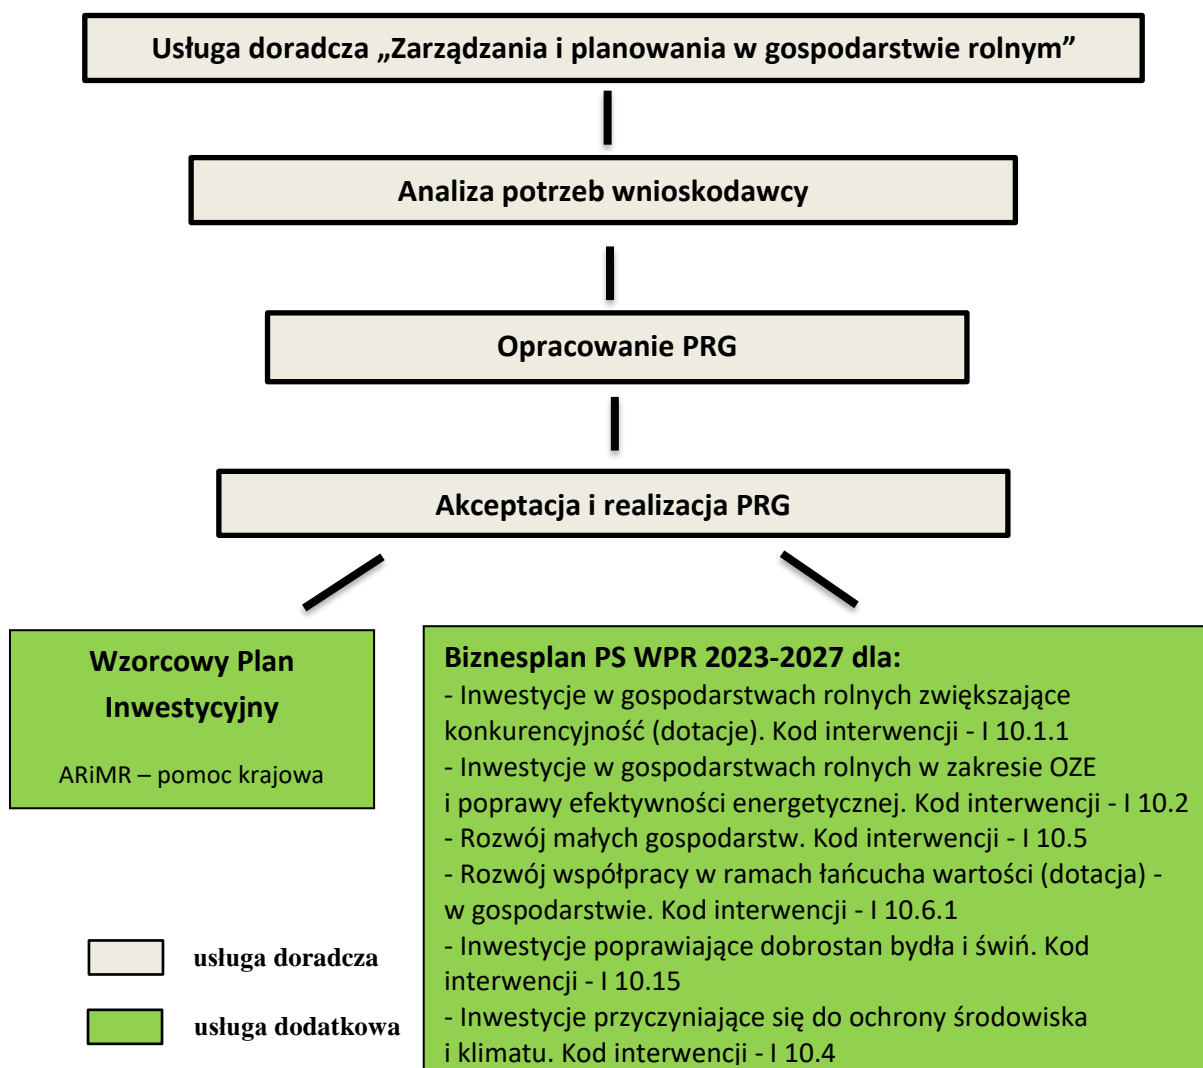 Usługa doradcza „Zarządzania i planowania w gospodarstwie rolnym”
Analiza potrzeb wnioskodawcy
Opracowanie PRG
Akceptacja i realizacja PRG
Wzorcowy Plan
Inwestycyjny
ARiMR – pomoc krajowa
Biznesplan PS WPR 2023-2027 dla:
- Inwestycje w gospodarstwach rolnych zwiększające
konkurencyjność (dotacje). Kod interwencji - I 10.1.1
- Inwestycje w gospodarstwach rolnych w zakresie OZE
i poprawy efektywności energetycznej. Kod interwencji - I 10.2
- Rozwój małych gospodarstw. Kod interwencji - I 10.5
- Rozwój współpracy w ramach łańcucha wartości (dotacja) -
w gospodarstwie. Kod interwencji - I 10.6.1
- Inwestycje poprawiające dobrostan bydła i świń. Kod
interwencji - I 10.15
- Inwestycje przyczyniające się do ochrony środowiska
i klimatu. Kod interwencji - I 10.4
usługa doradcza
usługa dodatkowa